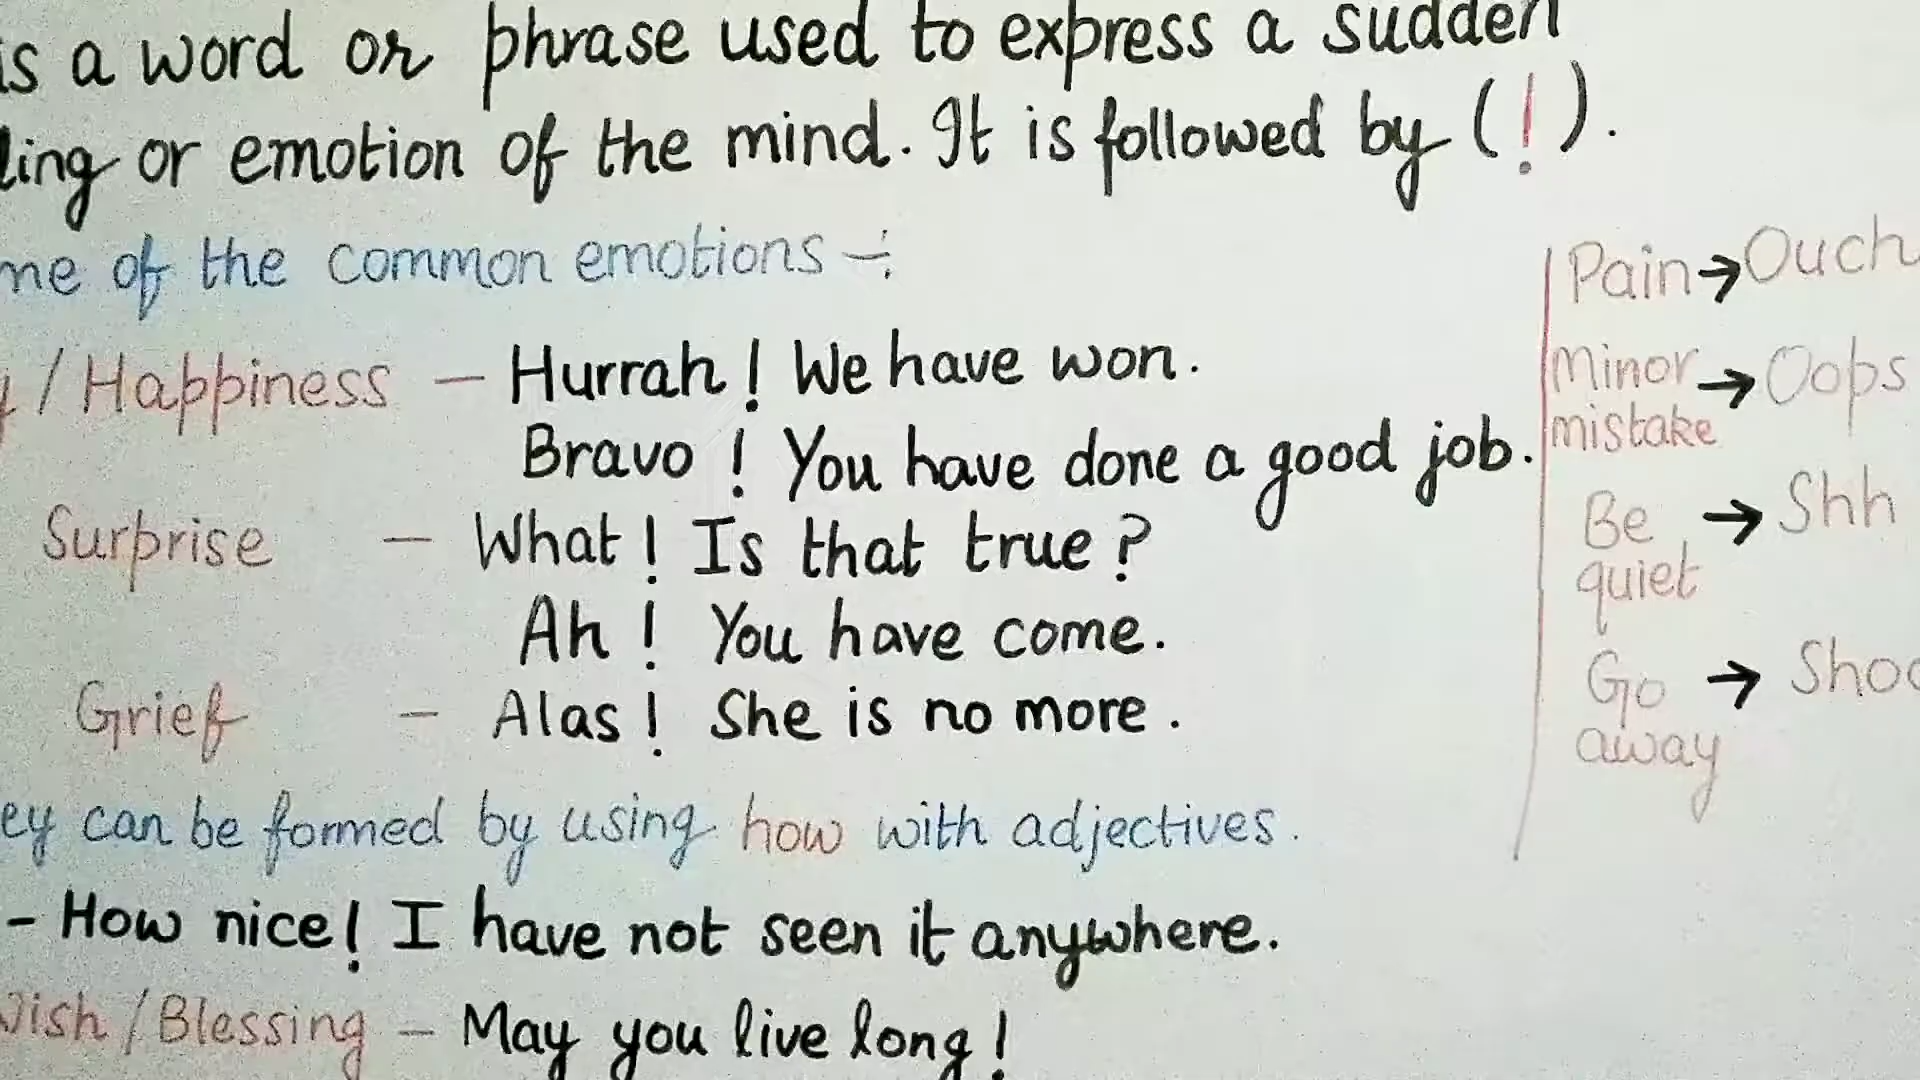 is a word or phrase used to express a sudden
ling or emotion of the mind. It is followed by (!).
me of the common emotions -:
/ Happiness - Hurrah! We have won.
Bravo! You have done a good job.
Surprise - What! Is that true?
Ah! You have come.
Grief - Alas! She is no more.
ey can be formed by using how with adjectives.
- How nice! I have not seen it anywhere.
Wish / Blessing - May you live long!
Pain → Ouch
Minor mistake → Oops
Be quiet → Shh
Go away → Shoo